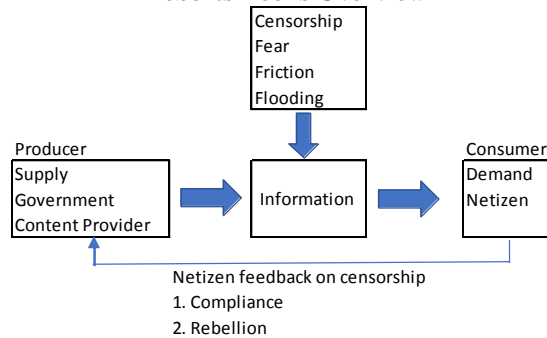 Censorship
Fear
Friction
Flooding
Producer
Supply
Government
Content Provider
Information
Consumer
Demand
Netizen
Netizen feedback on censorship
1. Compliance
2. Rebellion